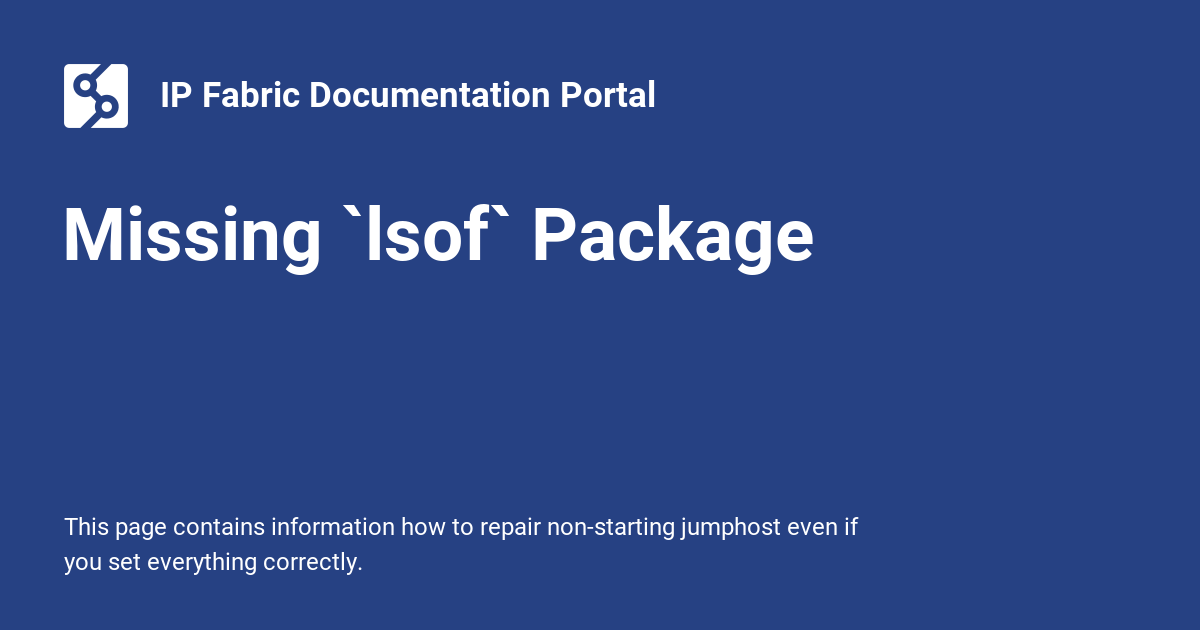 IP Fabric Documentation Portal
Missing `lsof` Package
This page contains information how to repair non-starting jumphost even if
you set everything correctly.